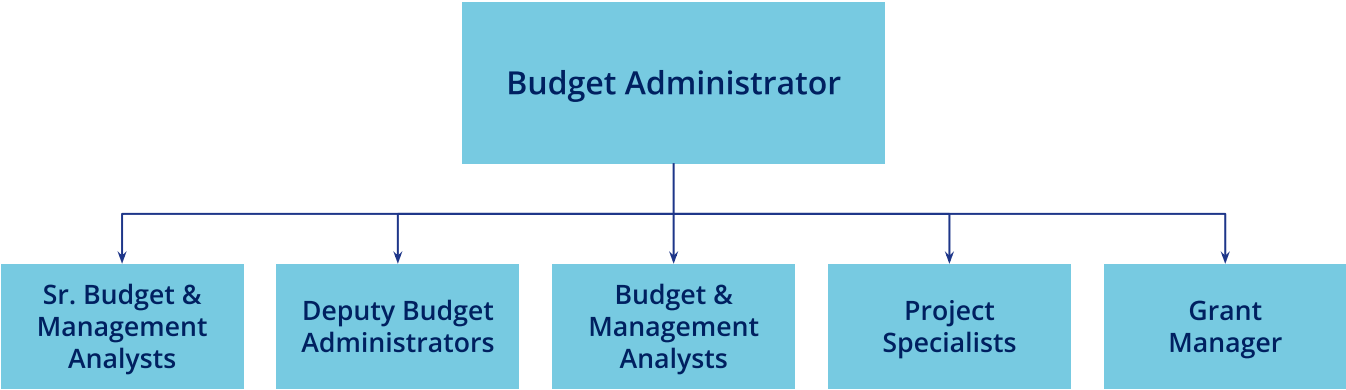 Budget Administrator
Sr. Budget &
Management
Analysts
Deputy Budget
Administrators
Budget &
Management
Analysts
Project
Specialists
Grant
Manager